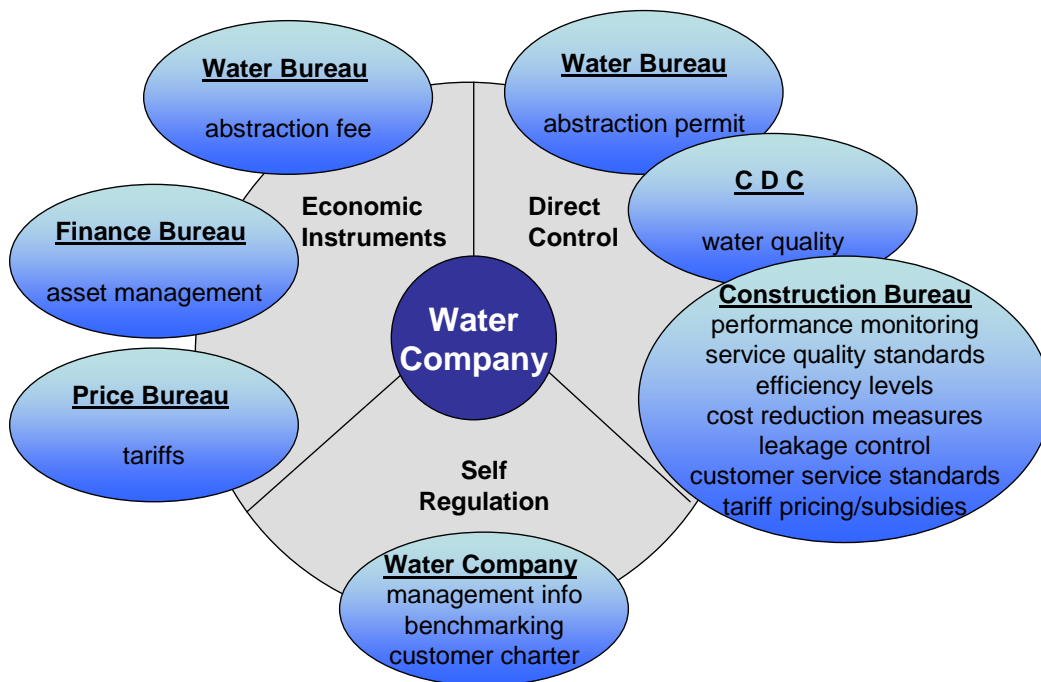 Water Bureau
abstraction fee
Water Bureau
abstraction permit
C D C
water quality
Economic
Instruments
Direct
Control
Finance Bureau
asset management
Construction Bureau
performance monitoring
service quality standards
efficiency levels
cost reduction measures
leakage control
customer service standards
tariff pricing/subsidies
Water
Company
Price Bureau
tariffs
Self
Regulation
Water Company
management info
benchmarking
customer charter